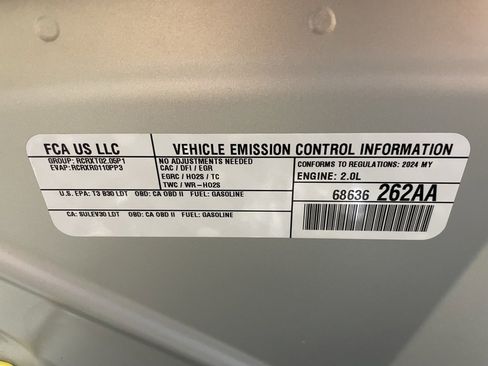 FCA US LLC
VEHICLE EMISSION CONTROL INFORMATION
GROUP: RCRXT02.05P1
EVAP: RCRXR0110PP3
NO ADJUSTMENTS NEEDED
CAC / DFI / EGR
EGRC / HO2S / TC
TWC / WR-HO2S
CONFORMS TO REGULATIONS: 2024 MY
ENGINE: 2.0L
U.S. EPA: T3 B30 LDT OBD: CA OBD II FUEL: GASOLINE
CA: SULEV30 LDT OBD: CA OBD II FUEL: GASOLINE
68636 262AA